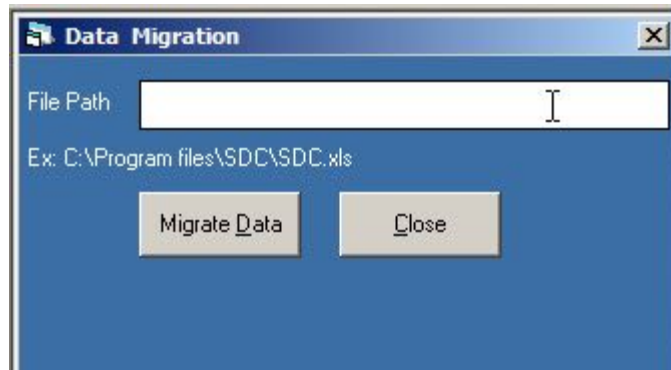 Data Migration
File Path
Ex: C:\Program files\SDC\SDC.xls
Migrate Data Close